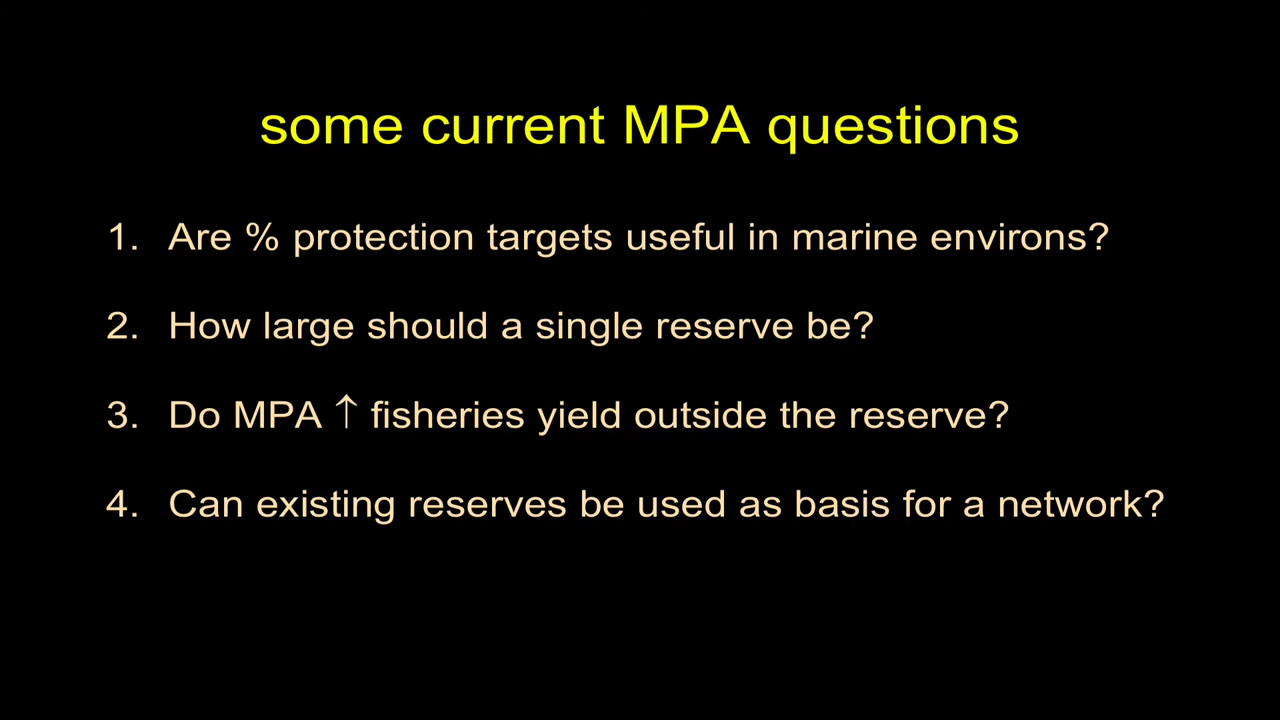 some current MPA questions
1. Are % protection targets useful in marine environs?
2. How large should a single reserve be?
3. Do MPA ↑ fisheries yield outside the reserve?
4. Can existing reserves be used as basis for a network?